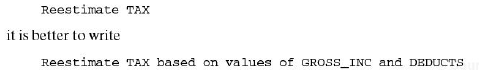 Reestimate TAX
it is better to write
Reestimate TAX based on values of GROSS_INC and DEDUCTS